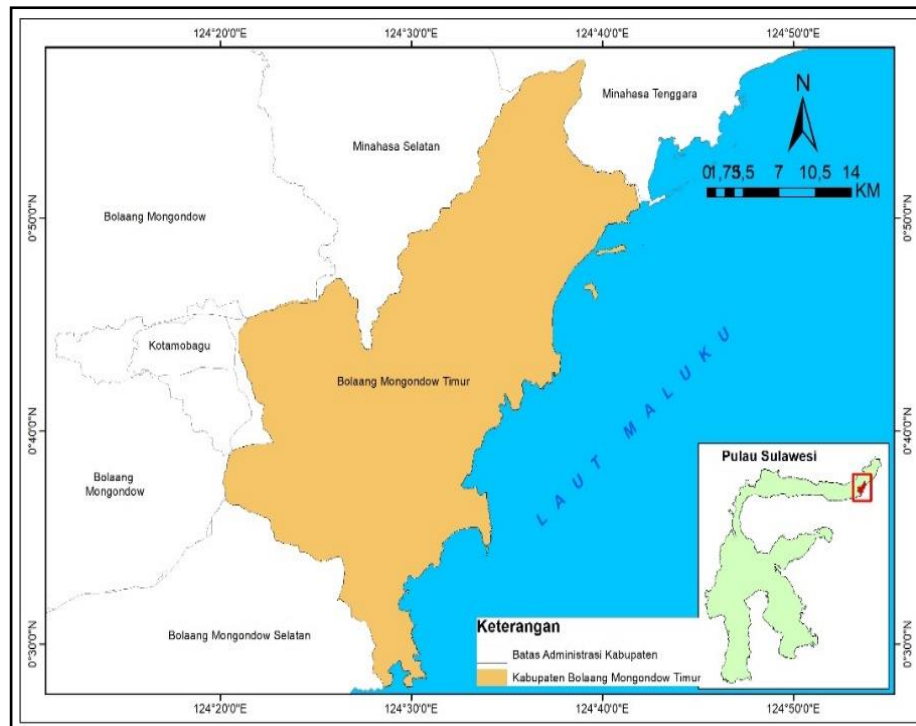 124°20'0"E 124°30'0"E 124°40'0"E 124°50'0"E
Minahasa Tenggara
N
Minahasa Selatan
0 1,75 3,5 7 10,5 14
KM
Bolaang Mongondow
0°50'0"N 0°50'0"N
Kotamobagu
Bolaang Mongondow Timur
LAUT MALUKU
0°40'0"N 0°40'0"N
Pulau Sulawesi
Bolaang
Mongondow
Keterangan
Bolaang Mongondow Selatan
Batas Administrasi Kabupaten
0°30'0"N 0°30'0"N
Kabupaten Bolaang Mongondow Timur
124°20'0"E 124°30'0"E 124°40'0"E 124°50'0"E